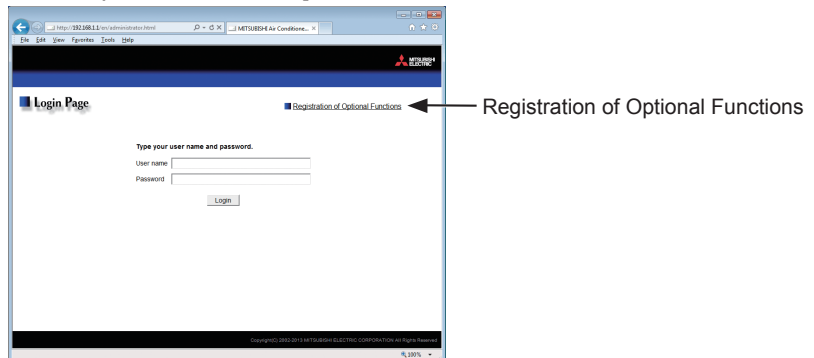 http://192.168.1.1/en/administrator.html
MITSUBISHI Air Conditione...
File Edit View Favorites Tools Help
MITSUBISHI
ELECTRIC
Login Page
Registration of Optional Functions
Registration of Optional Functions
Type your user name and password.
User name
Password
Login
Copyright(C) 2002-2013 MITSUBISHI ELECTRIC CORPORATION All Rights Reserved
100%